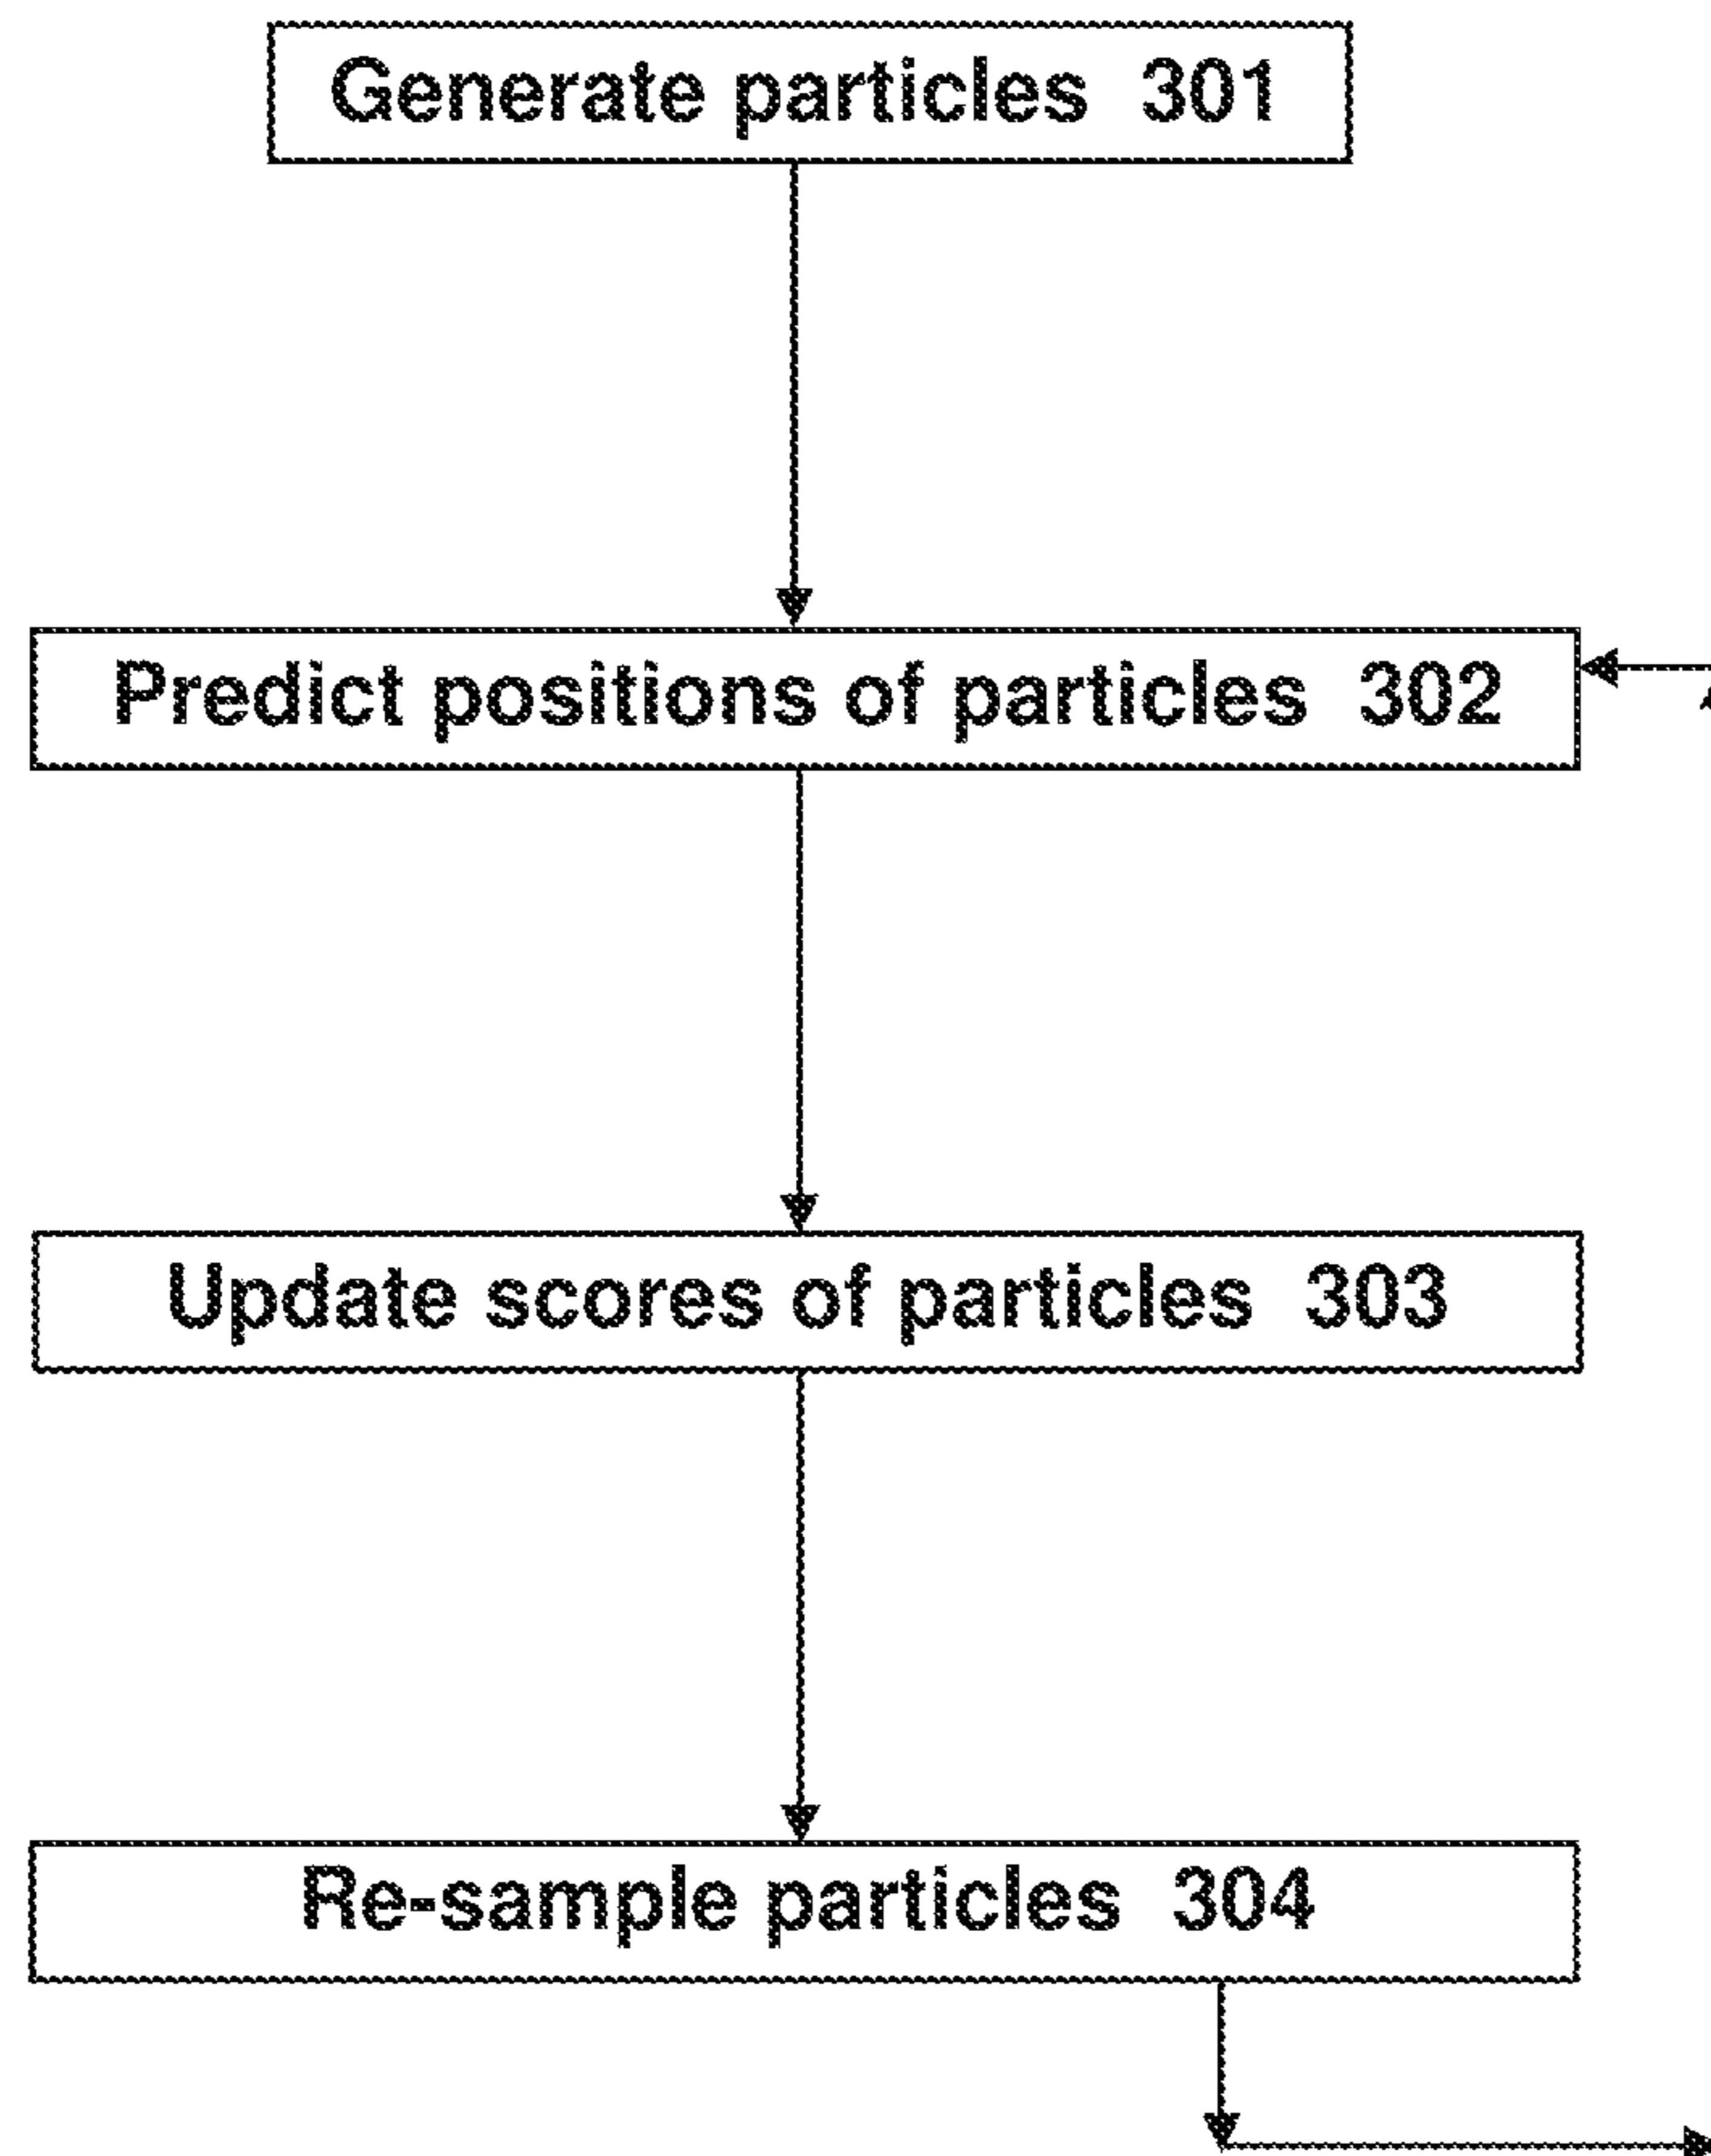 Generate particles 301
Predict positions of particles 302
Update scores of particles 303
Re-sample particles 304